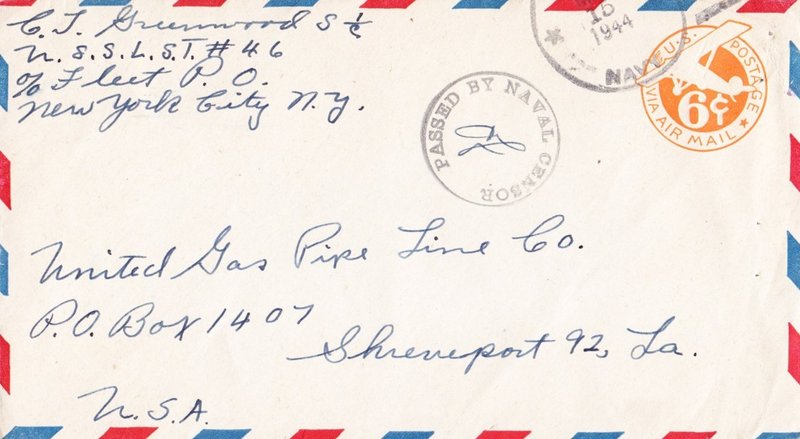 C. J. Greenwood S 1/c
U. S. S. L. S. T. # 46
℅ Fleet P. O.
New York City N. Y.
15
1944
NAVY
PASSED BY NAVAL CENSOR
U.S. POSTAGE
6¢
VIA AIR MAIL
United Gas Pipe Line Co.
P.O. Box 1407
Shreveport 92, La.
U.S.A.